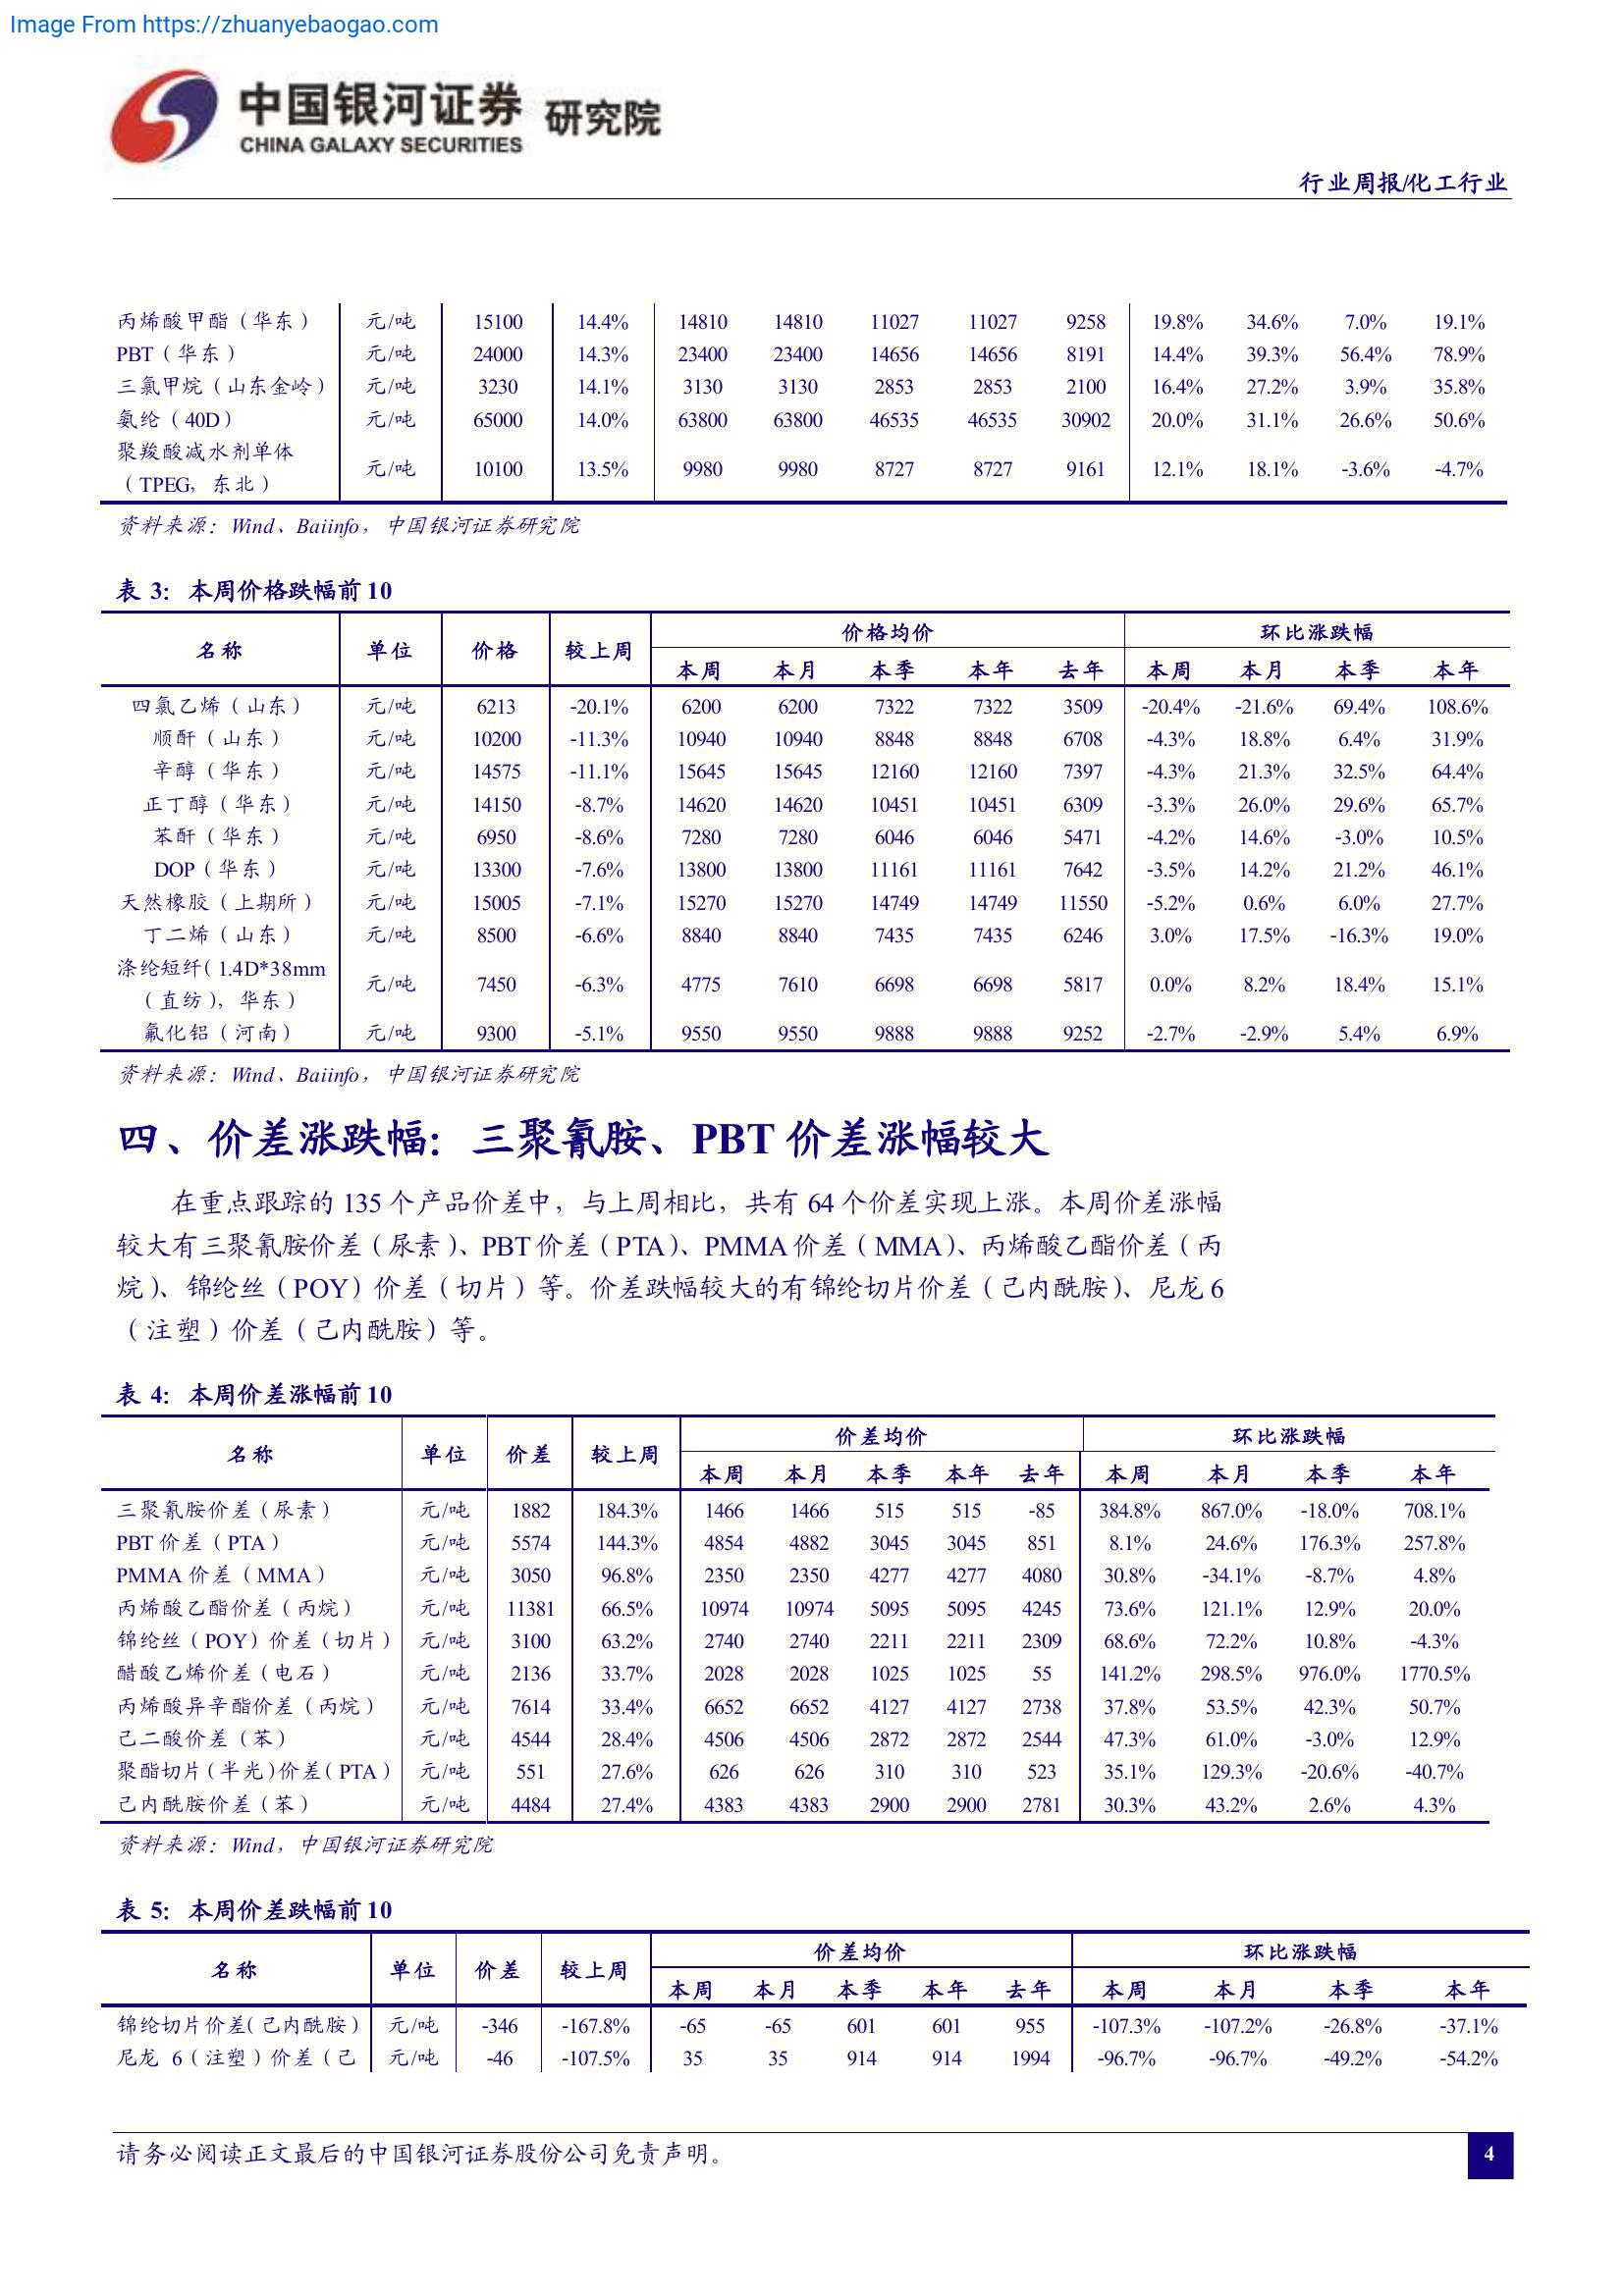 Image From https://zhuanyebaogao.com
中国银河证券 研究院
CHINA GALAXY SECURITIES
行业周报/化工行业
丙烯酸甲酯（华东） 元/吨 15100 14.4% 14810 14810 11027 11027 9258 19.8% 34.6% 7.0% 19.1%
PBT（华东） 元/吨 24000 14.3% 23400 23400 14656 14656 8191 14.4% 39.3% 56.4% 78.9%
三氯甲烷（山东金岭） 元/吨 3230 14.1% 3130 3130 2853 2853 2100 16.4% 27.2% 3.9% 35.8%
氨纶（40D） 元/吨 65000 14.0% 63800 63800 46535 46535 30902 20.0% 31.1% 26.6% 50.6%
聚羧酸减水剂单体
（TPEG，东北） 元/吨 10100 13.5% 9980 9980 8727 8727 9161 12.1% 18.1% -3.6% -4.7%
资料来源：Wind、Baiinfo，中国银河证券研究院
表 3：本周价格跌幅前 10
名称 单位 价格 较上周 价格均价 环比涨跌幅
本周 本月 本季 本年 去年 本周 本月 本季 本年
四氯乙烯（山东） 元/吨 6213 -20.1% 6200 6200 7322 7322 3509 -20.4% -21.6% 69.4% 108.6%
顺酐（山东） 元/吨 10200 -11.3% 10940 10940 8848 8848 6708 -4.3% 18.8% 6.4% 31.9%
辛醇（华东） 元/吨 14575 -11.1% 15645 15645 12160 12160 7397 -4.3% 21.3% 32.5% 64.4%
正丁醇（华东） 元/吨 14150 -8.7% 14620 14620 10451 10451 6309 -3.3% 26.0% 29.6% 65.7%
苯酐（华东） 元/吨 6950 -8.6% 7280 7280 6046 6046 5471 -4.2% 14.6% -3.0% 10.5%
DOP（华东） 元/吨 13300 -7.6% 13800 13800 11161 11161 7642 -3.5% 14.2% 21.2% 46.1%
天然橡胶（上期所） 元/吨 15005 -7.1% 15270 15270 14749 14749 11550 -5.2% 0.6% 6.0% 27.7%
丁二烯（山东） 元/吨 8500 -6.6% 8840 8840 7435 7435 6246 3.0% 17.5% -16.3% 19.0%
涤纶短纤（1.4D*38mm
（直纺），华东） 元/吨 7450 -6.3% 4775 7610 6698 6698 5817 0.0% 8.2% 18.4% 15.1%
氟化铝（河南） 元/吨 9300 -5.1% 9550 9550 9888 9888 9252 -2.7% -2.9% 5.4% 6.9%
资料来源：Wind、Baiinfo，中国银河证券研究院
四、价差涨跌幅：三聚氰胺、PBT 价差涨幅较大
在重点跟踪的 135 个产品价差中，与上周相比，共有 64 个价差实现上涨。本周价差涨幅
较大有三聚氰胺价差（尿素）、PBT 价差（PTA）、PMMA 价差（MMA）、丙烯酸乙酯价差（丙
烷）、锦纶丝（POY）价差（切片）等。价差跌幅较大的有锦纶切片价差（己内酰胺）、尼龙 6
（注塑）价差（己内酰胺）等。
表 4：本周价差涨幅前 10
名称 单位 价差 较上周 价差均价 环比涨跌幅
本周 本月 本季 本年 去年 本周 本月 本季 本年
三聚氰胺价差（尿素） 元/吨 1882 184.3% 1466 1466 515 515 -85 384.8% 867.0% -18.0% 708.1%
PBT 价差（PTA） 元/吨 5574 144.3% 4854 4882 3045 3045 851 8.1% 24.6% 176.3% 257.8%
PMMA 价差（MMA） 元/吨 3050 96.8% 2350 2350 4277 4277 4080 30.8% -34.1% -8.7% 4.8%
丙烯酸乙酯价差（丙烷） 元/吨 11381 66.5% 10974 10974 5095 5095 4245 73.6% 121.1% 12.9% 20.0%
锦纶丝（POY）价差（切片） 元/吨 3100 63.2% 2740 2740 2211 2211 2309 68.6% 72.2% 10.8% -4.3%
醋酸乙烯价差（电石） 元/吨 2136 33.7% 2028 2028 1025 1025 55 141.2% 298.5% 976.0% 1770.5%
丙烯酸异辛酯价差（丙烷） 元/吨 7614 33.4% 6652 6652 4127 4127 2738 37.8% 53.5% 42.3% 50.7%
己二酸价差（苯） 元/吨 4544 28.4% 4506 4506 2872 2872 2544 47.3% 61.0% -3.0% 12.9%
聚酯切片（半光）价差（PTA） 元/吨 551 27.6% 626 626 310 310 523 35.1% 129.3% -20.6% -40.7%
己内酰胺价差（苯） 元/吨 4484 27.4% 4383 4383 2900 2900 2781 30.3% 43.2% 2.6% 4.3%
资料来源：Wind，中国银河证券研究院
表 5：本周价差跌幅前 10
名称 单位 价差 较上周 价差均价 环比涨跌幅
本周 本月 本季 本年 去年 本周 本月 本季 本年
锦纶切片价差（己内酰胺） 元/吨 -346 -167.8% -65 -65 601 601 955 -107.3% -107.2% -26.8% -37.1%
尼龙 6（注塑）价差（己 元/吨 -46 -107.5% 35 35 914 914 1994 -96.7% -96.7% -49.2% -54.2%
请务必阅读正文最后的中国银河证券股份公司免责声明。
4